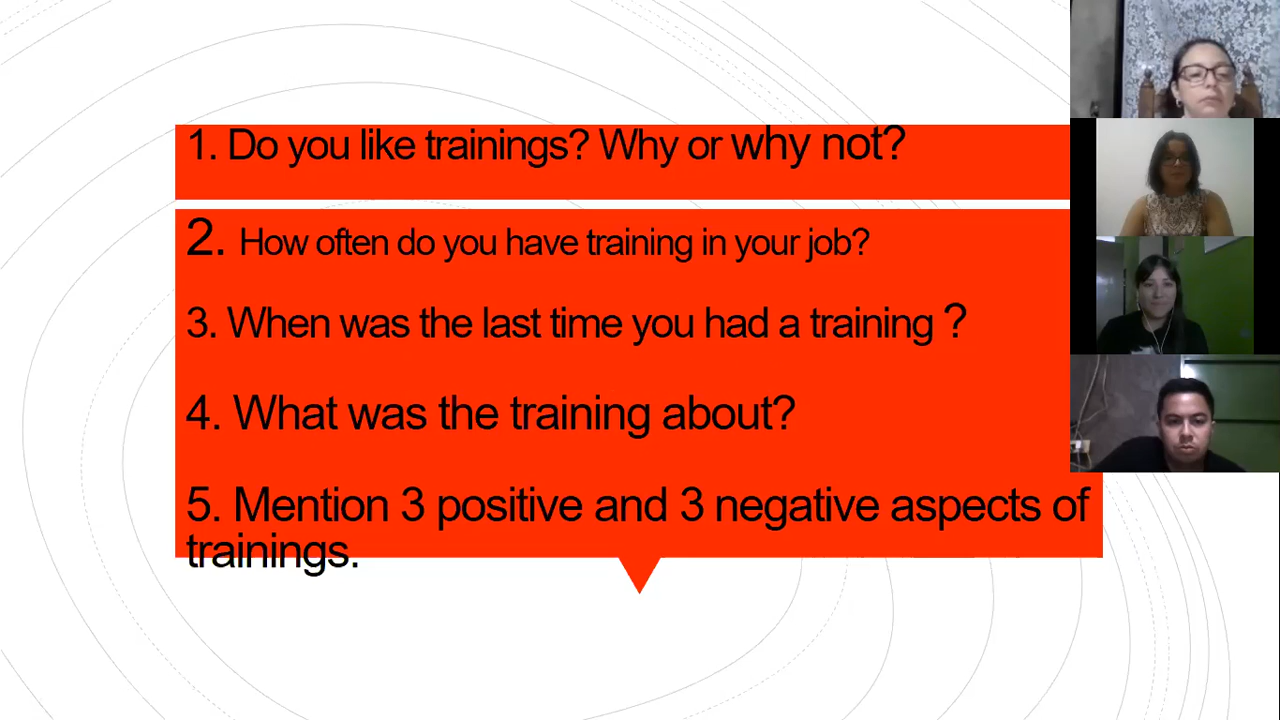 1. Do you like trainings? Why or why not?
2. How often do you have training in your job?
3. When was the last time you had a training ?
4. What was the training about?
5. Mention 3 positive and 3 negative aspects of
trainings.